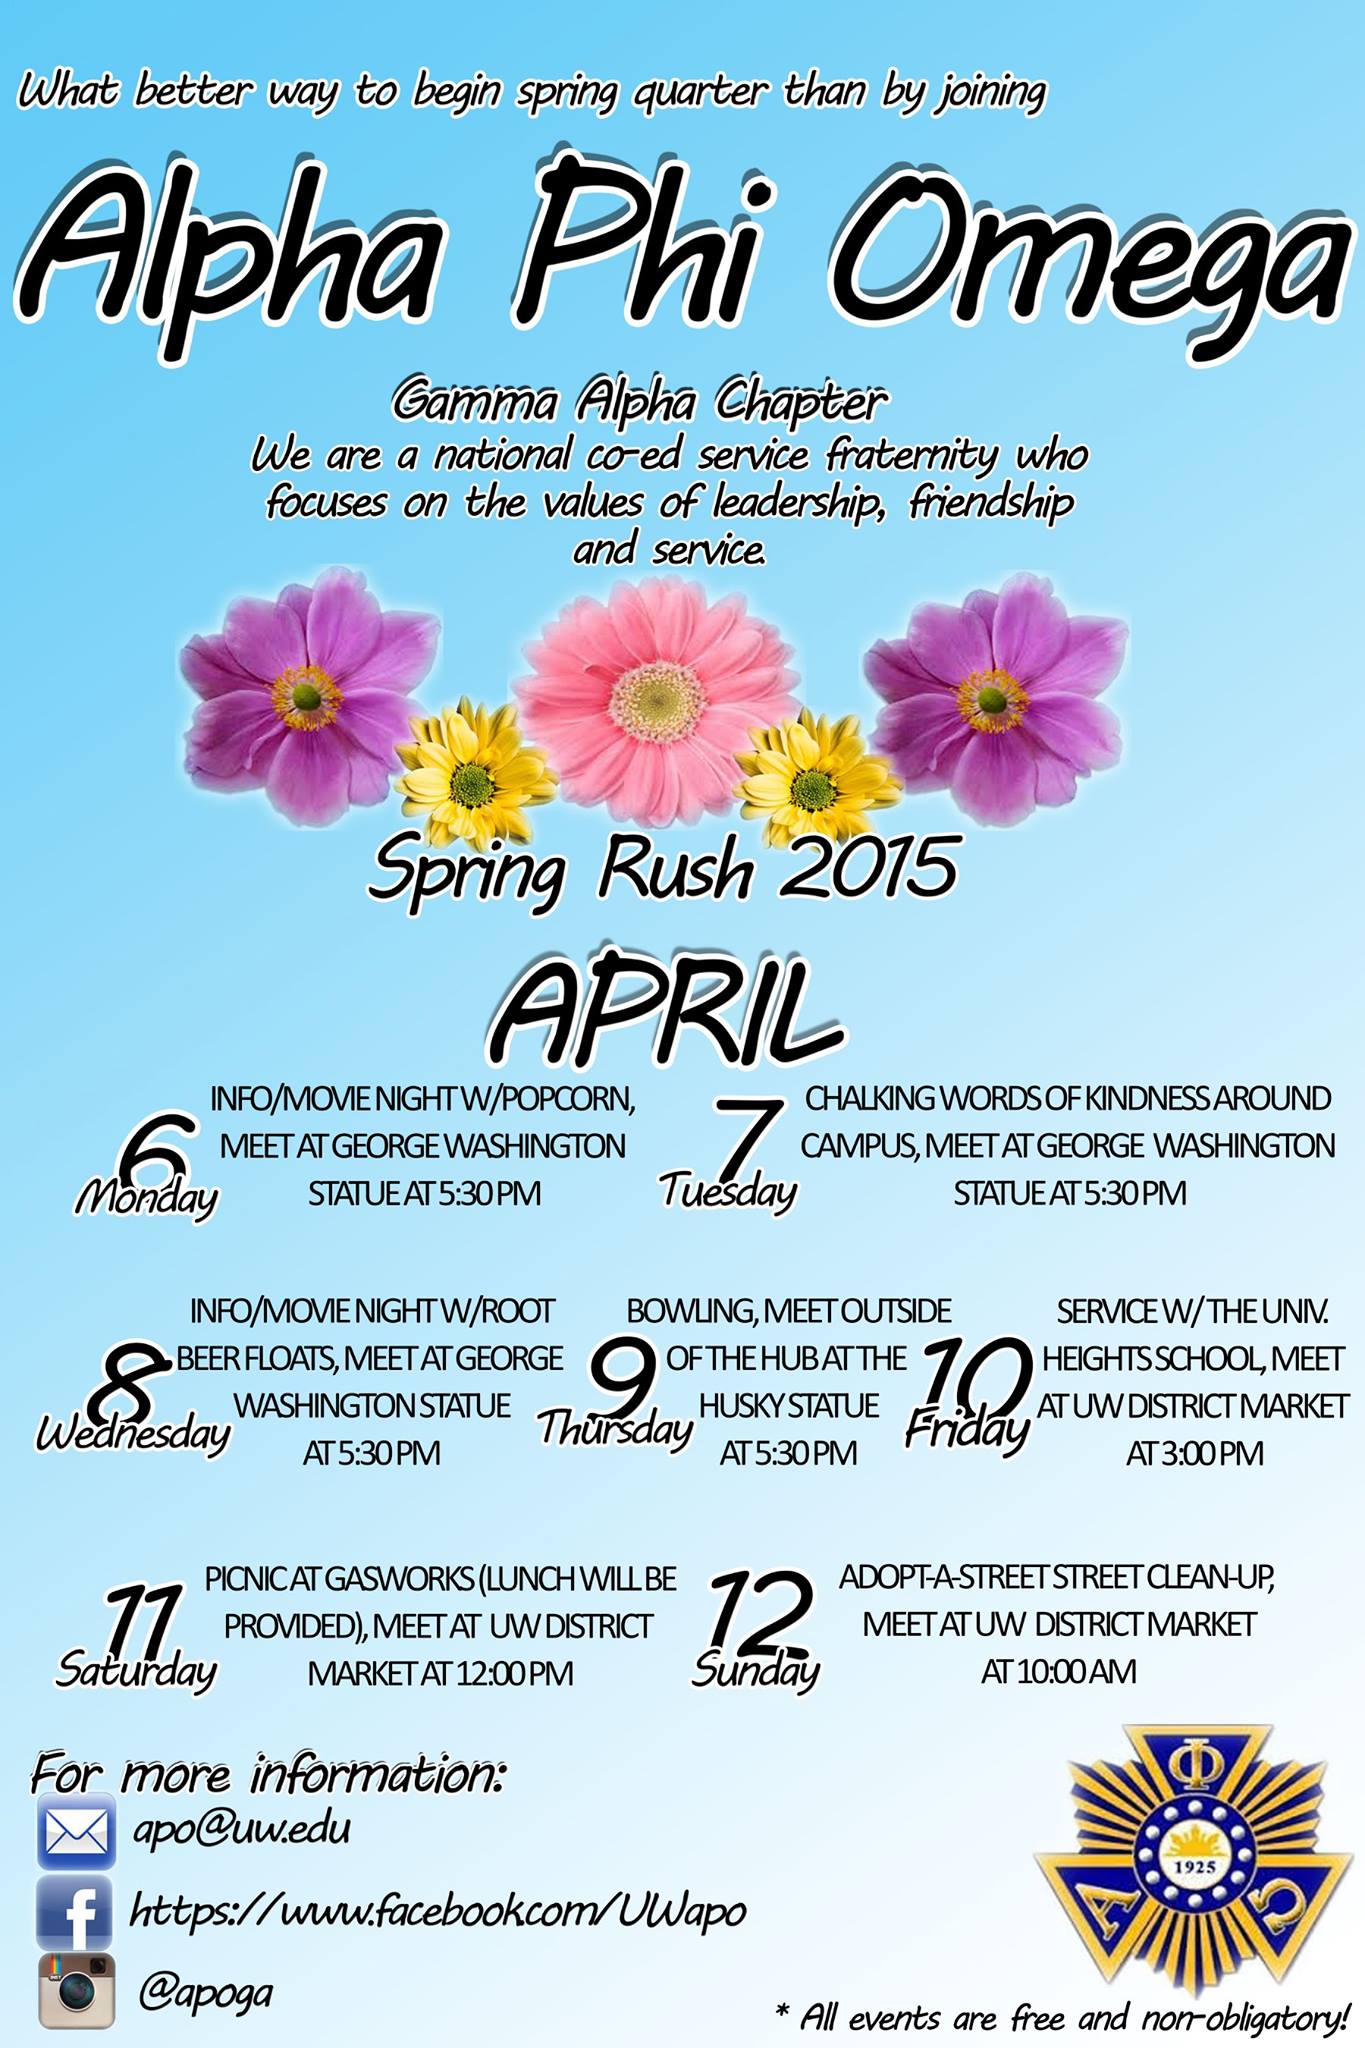 What better way to begin spring quarter than by joining
Alpha Phi Omega
Gamma Alpha Chapter
We are a national co-ed service fraternity who
focuses on the values of leadership, friendship
and service.
Spring Rush 2015
APRIL
6
Monday
INFO/MOVIE NIGHT W/POPCORN,
MEET AT GEORGE WASHINGTON
STATUE AT 5:30 PM
7
Tuesday
CHALKING WORDS OF KINDNESS AROUND
CAMPUS, MEET AT GEORGE WASHINGTON
STATUE AT 5:30 PM
8
Wednesday
INFO/MOVIE NIGHT W/ROOT
BEER FLOATS, MEET AT GEORGE
WASHINGTON STATUE
AT 5:30 PM
9
Thursday
BOWLING, MEET OUTSIDE
OF THE HUB AT THE
HUSKY STATUE
AT 5:30 PM
10
Friday
SERVICE W/ THE UNIV.
HEIGHTS SCHOOL, MEET
AT UW DISTRICT MARKET
AT 3:00 PM
11
Saturday
PICNIC AT GASWORKS (LUNCH WILL BE
PROVIDED), MEET AT UW DISTRICT
MARKET AT 12:00 PM
12
Sunday
ADOPT-A-STREET STREET CLEAN-UP,
MEET AT UW DISTRICT MARKET
AT 10:00 AM
For more information:
apo@uw.edu
https://www.facebook.com/UWapo
@apoga
Φ
1925
Α
Ω
* All events are free and non-obligatory!